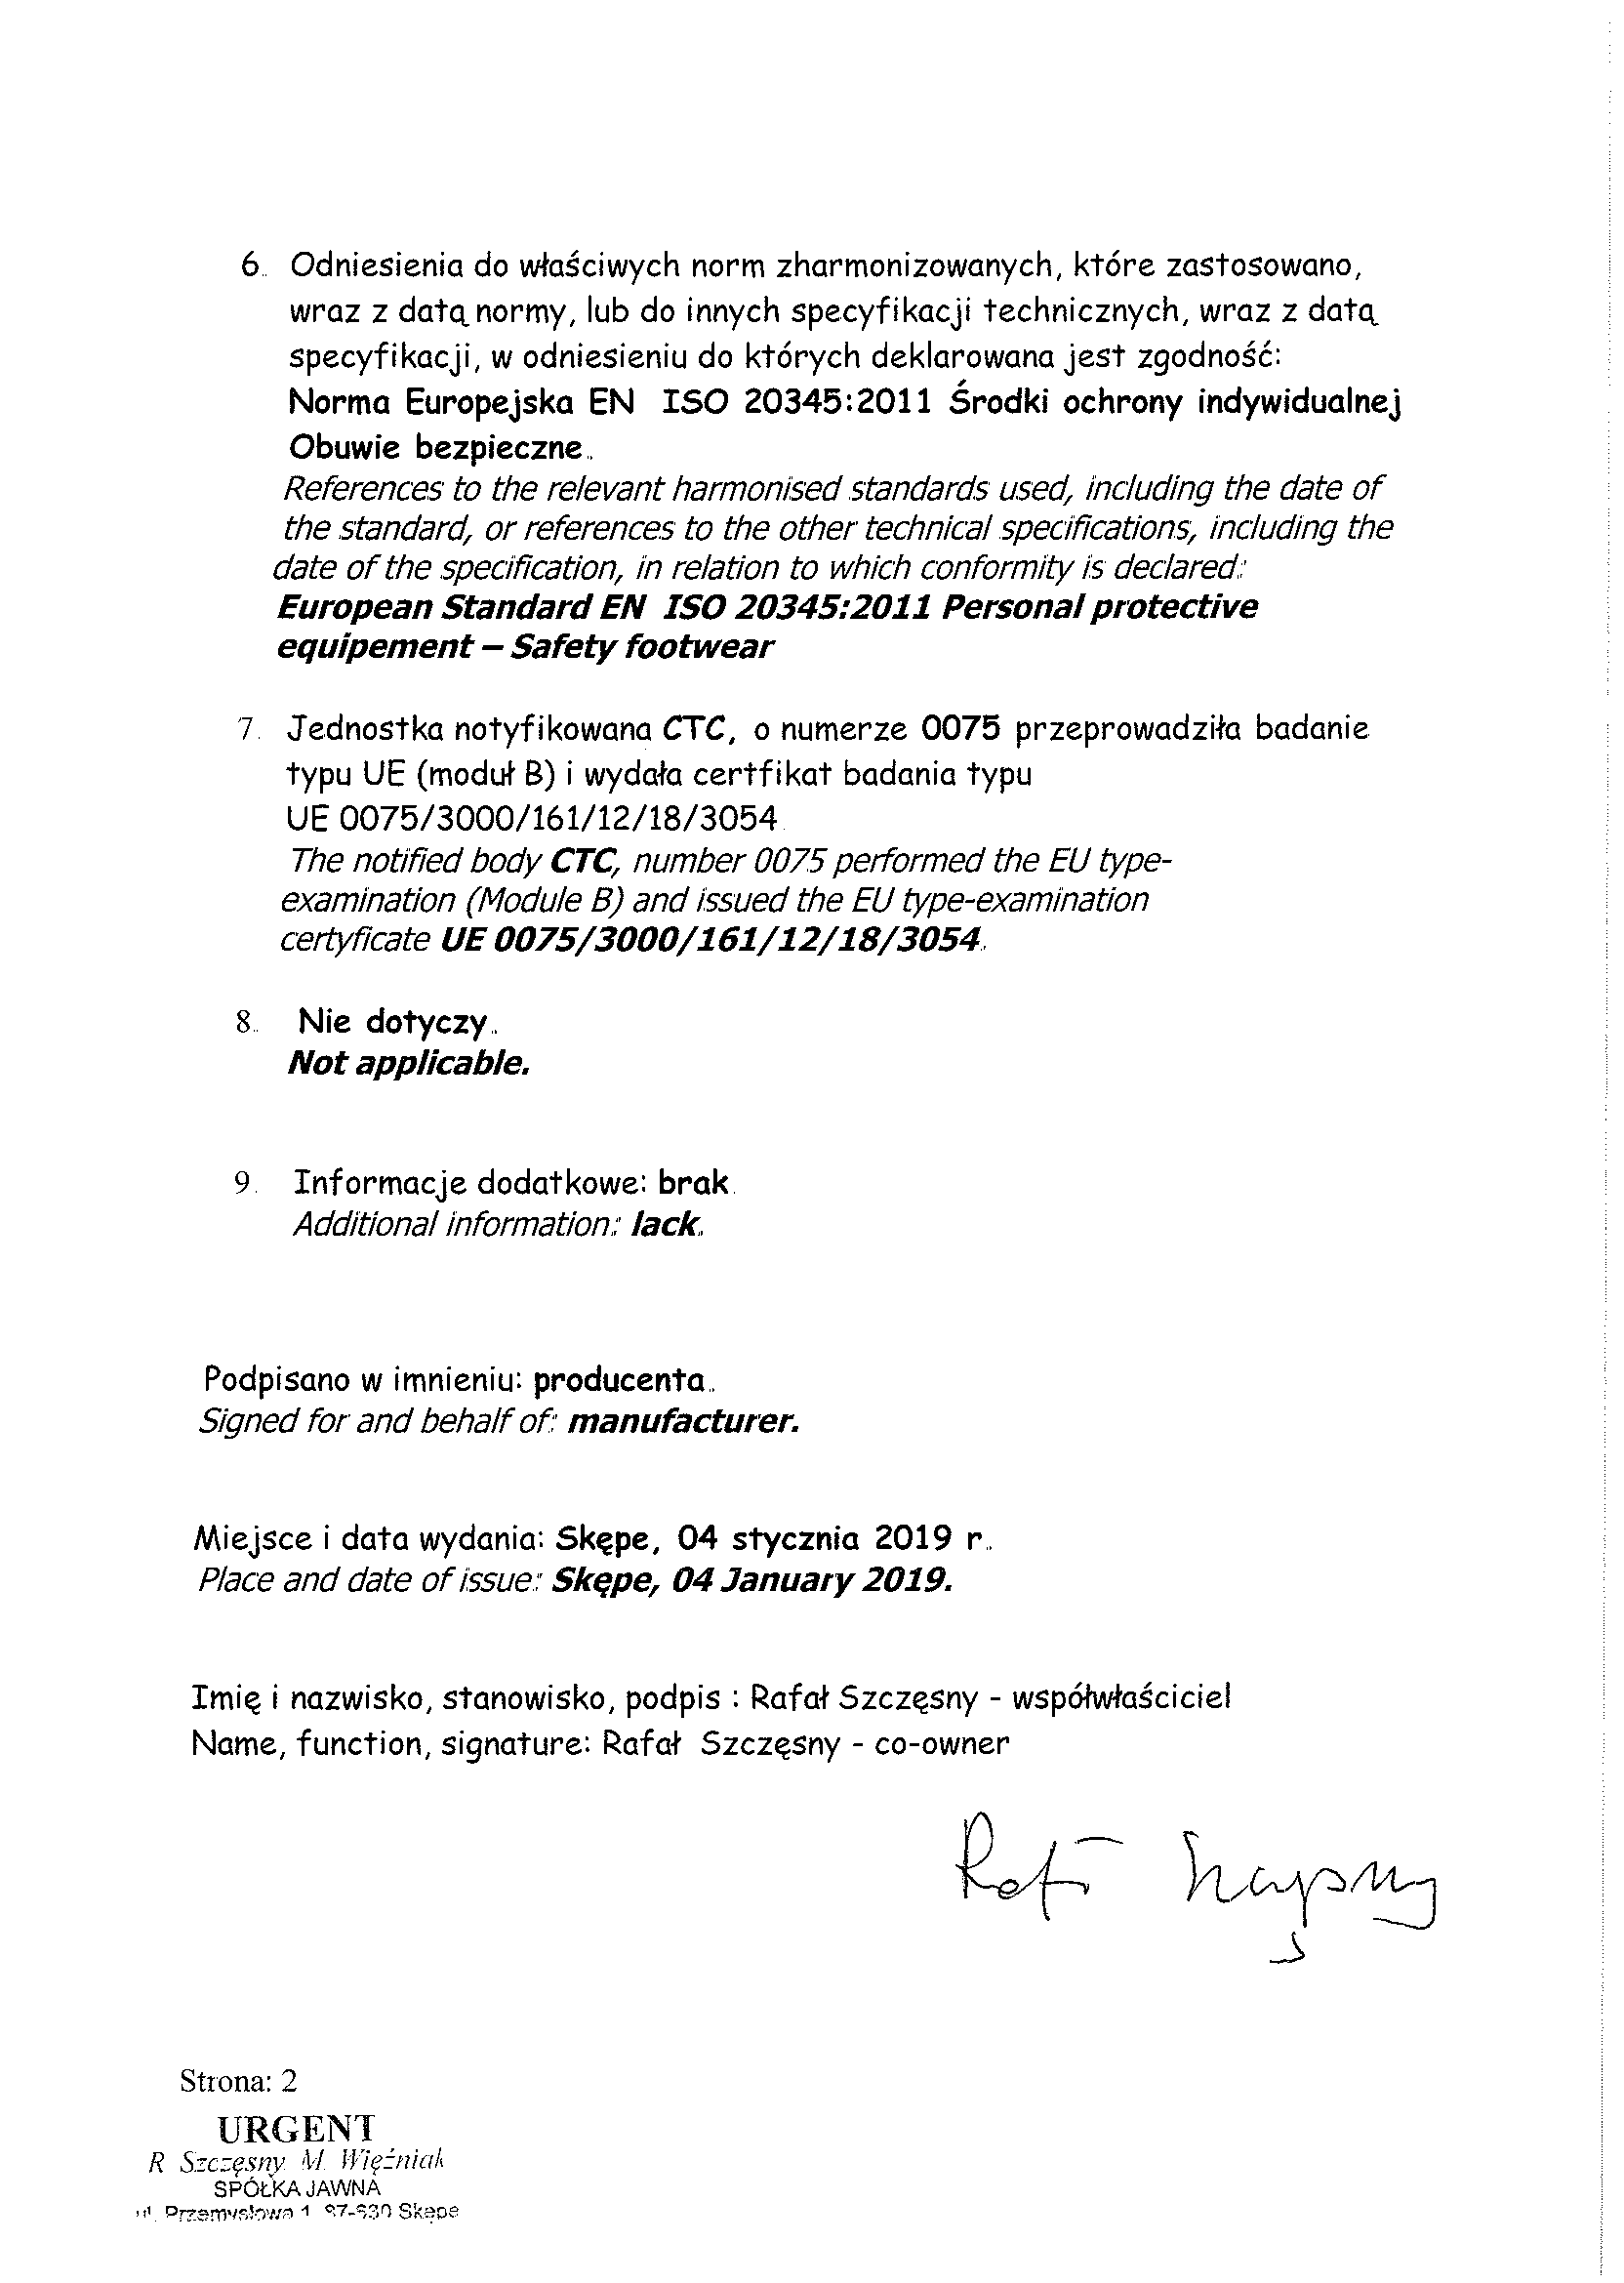 6. Odniesienia do właściwych norm zharmonizowanych, które zastosowano,
wraz z datą normy, lub do innych specyfikacji technicznych, wraz z datą
specyfikacji, w odniesieniu do których deklarowana jest zgodność:
Norma Europejska EN ISO 20345:2011 Środki ochrony indywidualnej
Obuwie bezpieczne.
References to the relevant harmonised standards used, including the date of
the standard, or references to the other technical specifications, including the
date of the specification, in relation to which conformity is declared:
European Standard EN ISO 20345:2011 Personal protective
equipement – Safety footwear
7. Jednostka notyfikowana CTC, o numerze 0075 przeprowadziła badanie
typu UE (moduł B) i wydała certfikat badania typu
UE 0075/3000/161/12/18/3054.
The notified body CTC, number 0075 performed the EU type-
examination (Module B) and issued the EU type-examination
certyficate UE 0075/3000/161/12/18/3054.
8. Nie dotyczy.
Not applicable.
9. Informacje dodatkowe: brak.
Additional information: lack.
Podpisano w imnieniu: producenta.
Signed for and behalf of: manufacturer.
Miejsce i data wydania: Skępe, 04 stycznia 2019 r.
Place and date of issue: Skępe, 04 January 2019.
Imię i nazwisko, stanowisko, podpis : Rafał Szczęsny - współwłaściciel
Name, function, signature: Rafał Szczęsny - co-owner
Strona: 2
URGENT
R. Szczęsny M. Więźniak
SPÓŁKA JAWNA
ul. Przemysłowa 1 87-630 Skępe